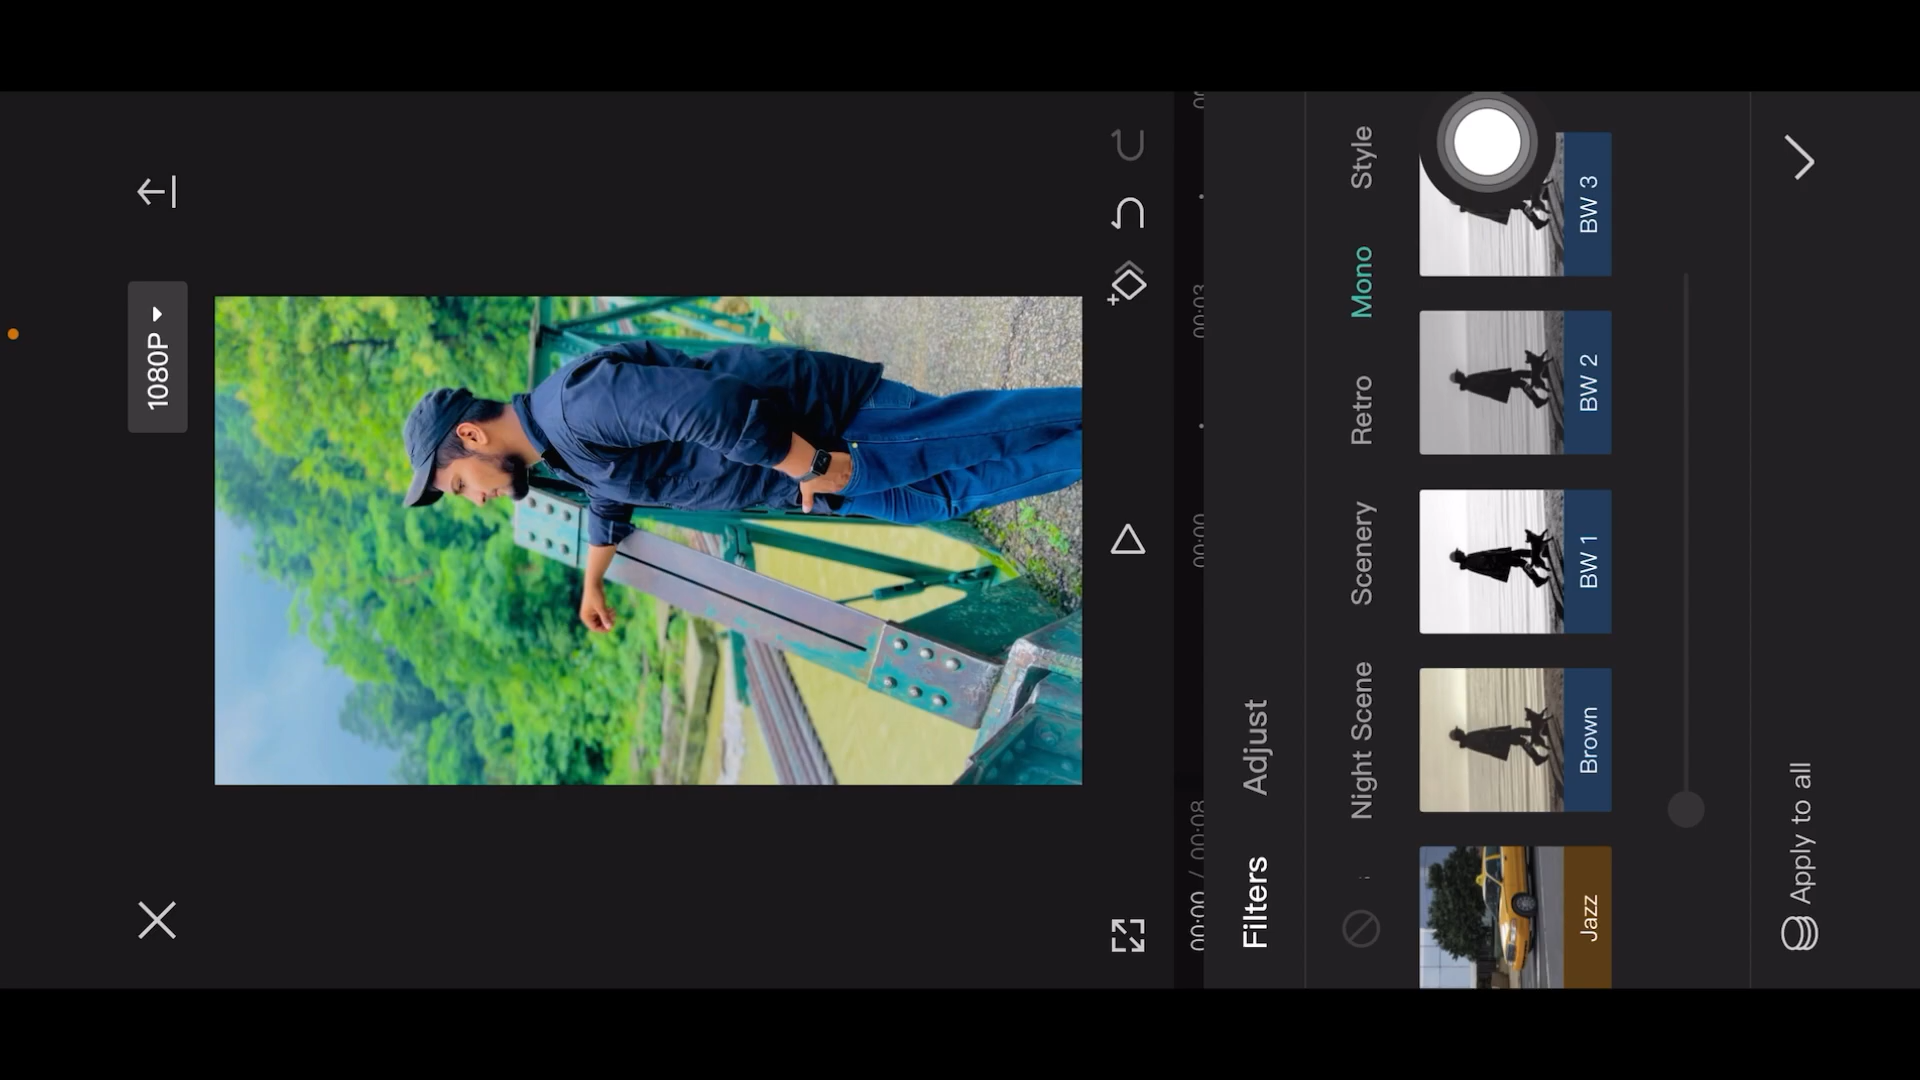 1080P
00:00 / 00:08 00:00 00:03
Filters Adjust
Night Scene Scenery Retro Mono Style
Jazz Brown BW 1 BW 2 BW 3
Apply to all